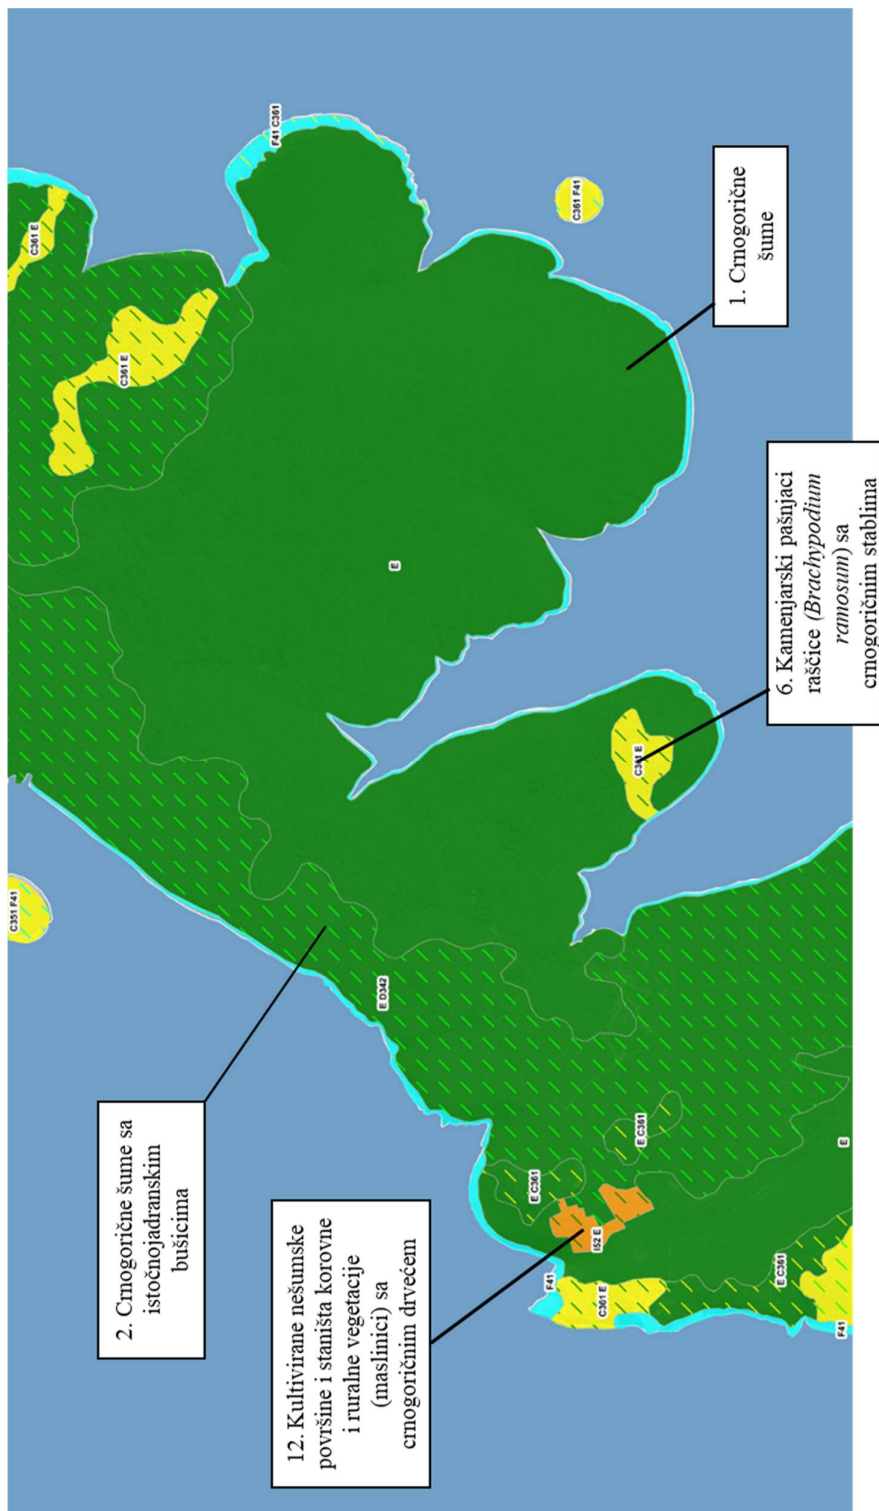 C351 F41
C361 E
2. Crnogorične šume sa
istočnojadranskim
bušicima
C361 E
F41 C361
12. Kultivirane nešumske
površine i staništa korovne
i ruralne vegetacije
(maslinici) sa
crnogoričnim drvećem
E D342
E
E C361
F41
C361 F41
I52 E
C361 E
C361 E
E C361
1. Crnogorične
šume
E C361
6. Kamenjarski pašnjaci
raščice (Brachypodium
ramosum) sa
crnogoričnim stablima
F41
E